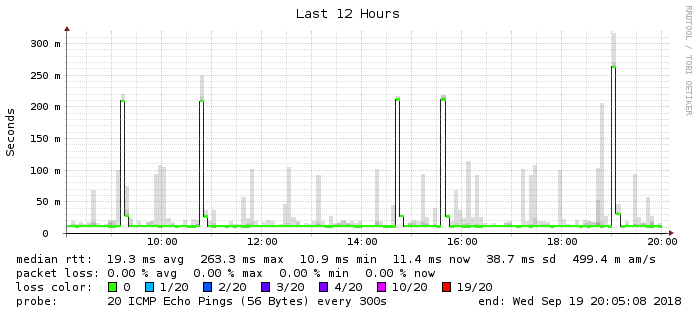 Last 12 Hours
RRDTOOL / TOBI OETIKER
Seconds
300 m
250 m
200 m
150 m
100 m
50 m
0
10:00 12:00 14:00 16:00 18:00 20:00
median rtt: 19.3 ms avg 263.3 ms max 10.9 ms min 11.4 ms now 38.7 ms sd 499.4 m am/s
packet loss: 0.00 % avg 0.00 % max 0.00 % min 0.00 % now
loss color: 0 1/20 2/20 3/20 4/20 10/20 19/20
probe: 20 ICMP Echo Pings (56 Bytes) every 300s end: Wed Sep 19 20:05:08 2018